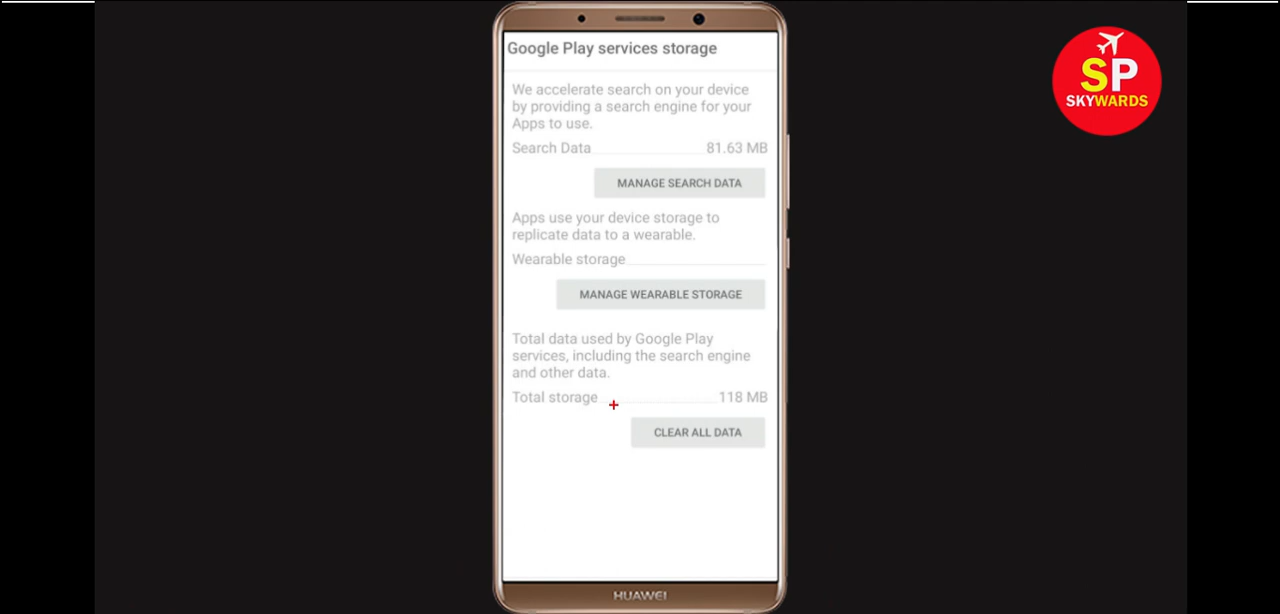 Google Play services storage
SP
SKYWARDS
We accelerate search on your device
by providing a search engine for your
Apps to use.
Search Data 81.63 MB
MANAGE SEARCH DATA
Apps use your device storage to
replicate data to a wearable.
Wearable storage
MANAGE WEARABLE STORAGE
Total data used by Google Play
services, including the search engine
and other data.
Total storage 118 MB
CLEAR ALL DATA
HUAWEI